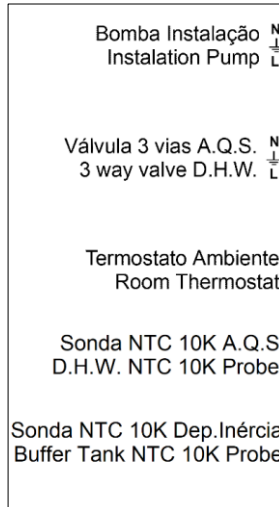 Bomba Instalação N
Instalation Pump L
Válvula 3 vias A.Q.S. N
3 way valve D.H.W. L
Termostato Ambiente
Room Thermostat
Sonda NTC 10K A.Q.S
D.H.W. NTC 10K Probe
Sonda NTC 10K Dep.Inércia
Buffer Tank NTC 10K Probe